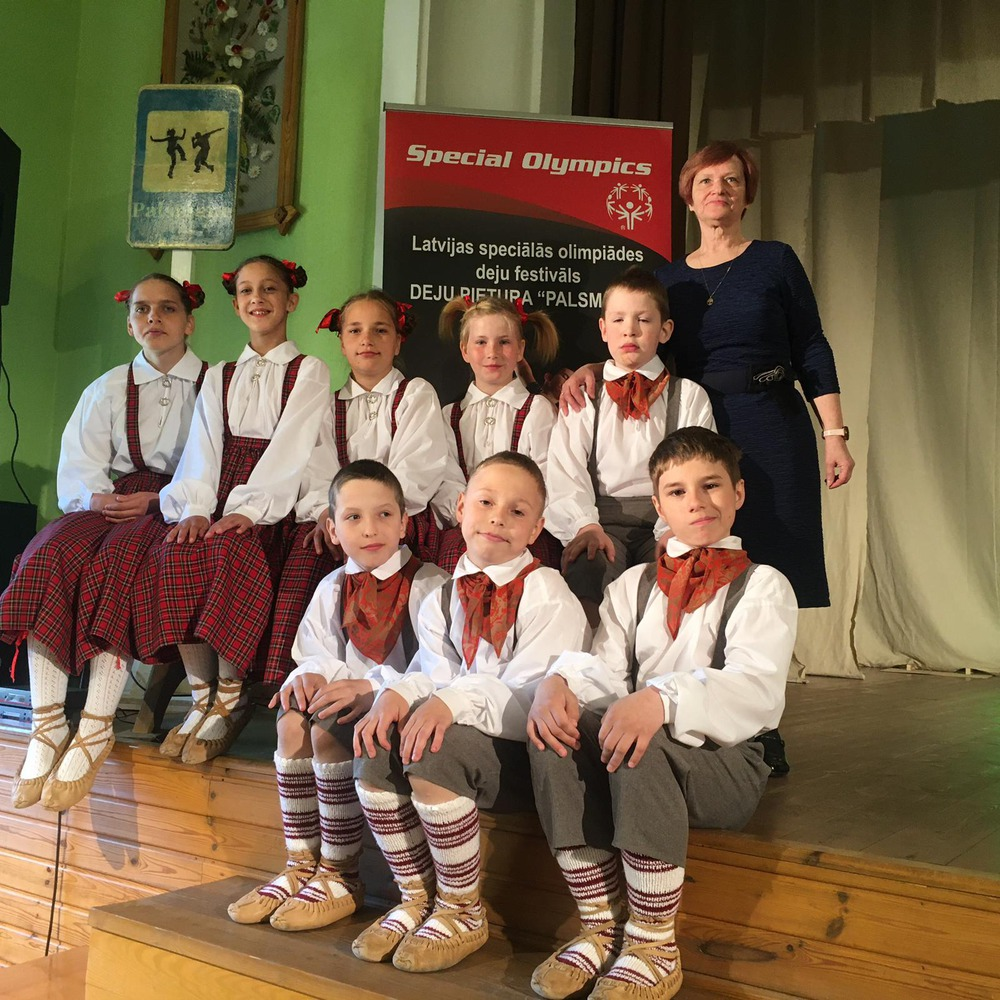 Special Olympics
Latvijas speciālās olimpiādes
deju festivāls
DEJU PIETURA “PALSM